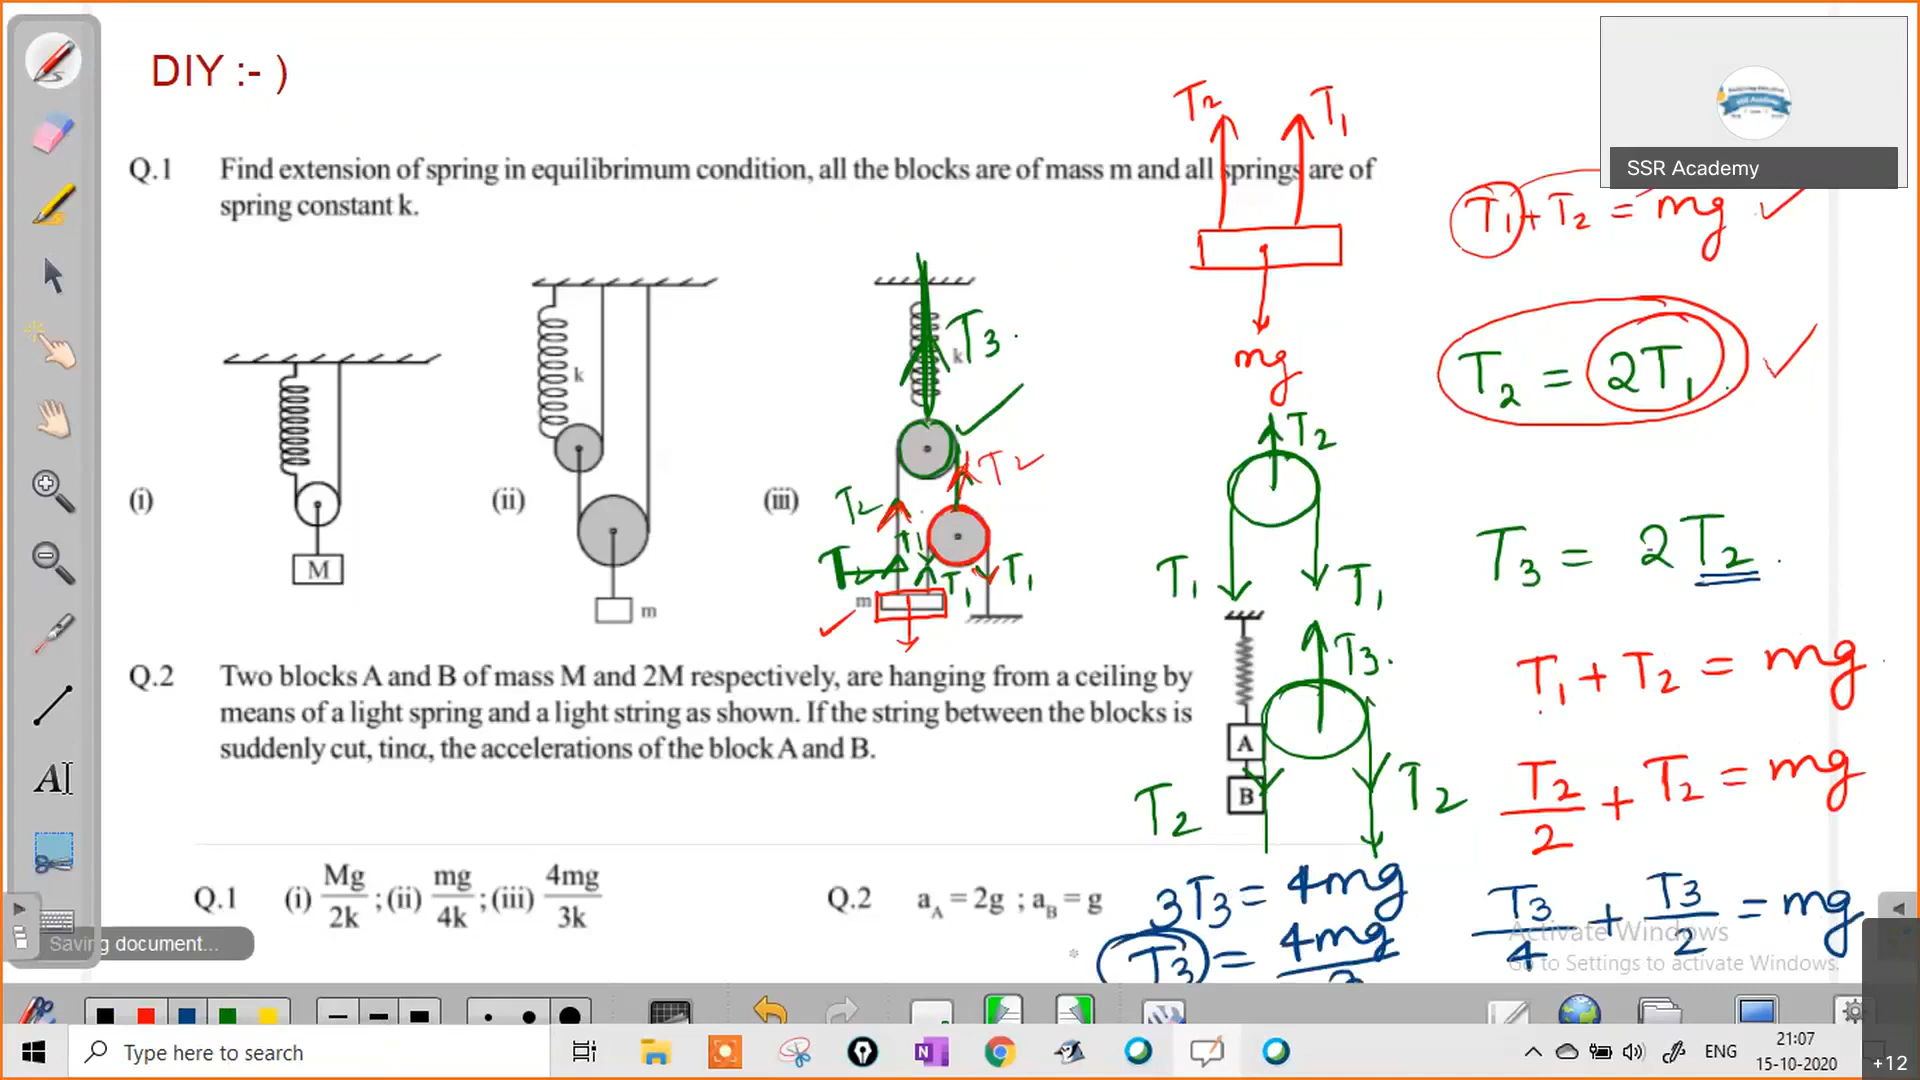 DIY :- )
SSR Academy
Q.1 Find extension of spring in equilibrimum condition, all the blocks are of mass m and all springs are of
spring constant k.
(i)
M
(ii)
k
m
(iii)
k
m
T3
T2
T2
T1
T1
T1
T2 T1
mg
T2
T1 T1
T3
T2 T2
T1 + T2 = mg
T2 = 2T1
T3 = 2T2
T1 + T2 = mg
T2/2 + T2 = mg
T3/4 + T3/2 = mg
3T3 = 4mg
T3 = 4mg
Q.2 Two blocks A and B of mass M and 2M respectively, are hanging from a ceiling by
means of a light spring and a light string as shown. If the string between the blocks is
suddenly cut, tinα, the accelerations of the block A and B.
A
B
Q.1 (i) Mg/2k ; (ii) mg/4k ; (iii) 4mg/3k
Q.2 aA = 2g ; aB = g
Saving document...
Activate Windows
Go to Settings to activate Windows.
A
Type here to search
ENG
21:07
15-10-2020
+12